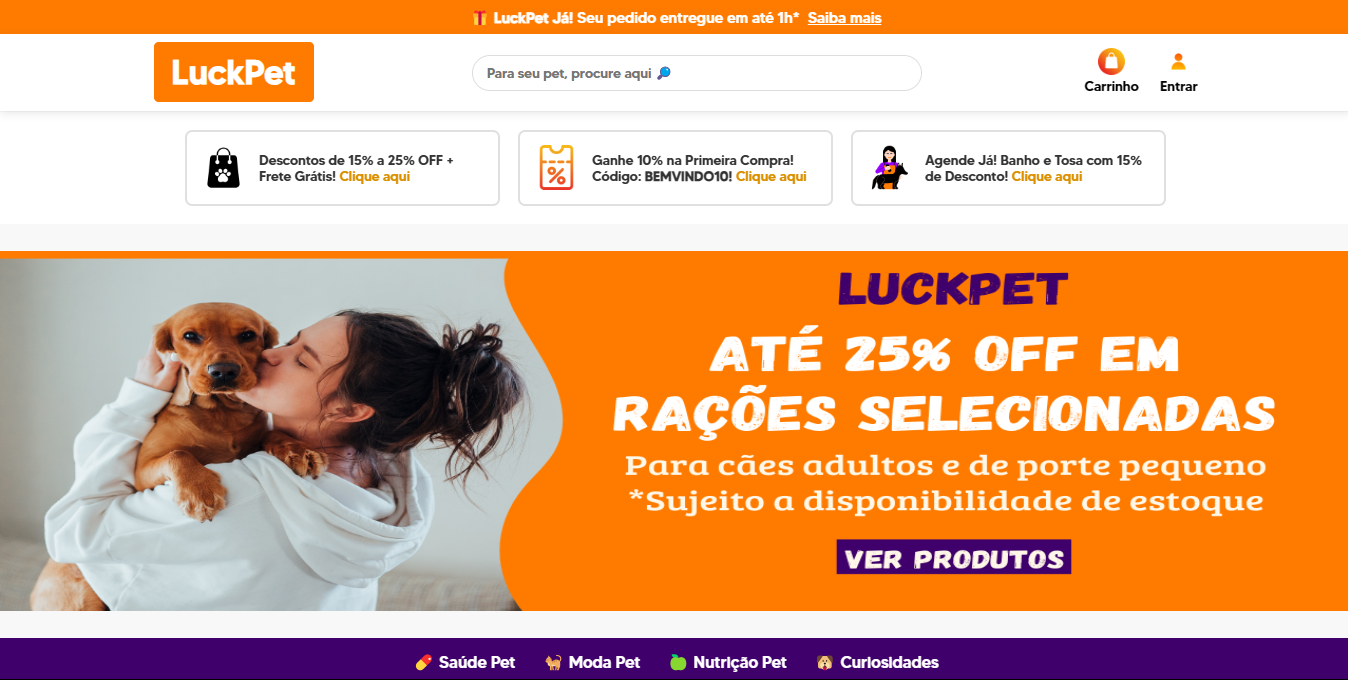 LuckPet Já! Seu pedido entregue em até 1h* Saiba mais
LuckPet
Para seu pet, procure aqui
Carrinho
Entrar
Descontos de 15% a 25% OFF +
Frete Grátis! Clique aqui
Ganhe 10% na Primeira Compra!
Código: BEMVINDO10! Clique aqui
Agende Já! Banho e Tosa com 15%
de Desconto! Clique aqui
LUCKPET
ATÉ 25% OFF EM
RAÇÕES SELECIONADAS
Para cães adultos e de porte pequeno
*Sujeito a disponibilidade de estoque
VER PRODUTOS
Saúde Pet
Moda Pet
Nutrição Pet
Curiosidades